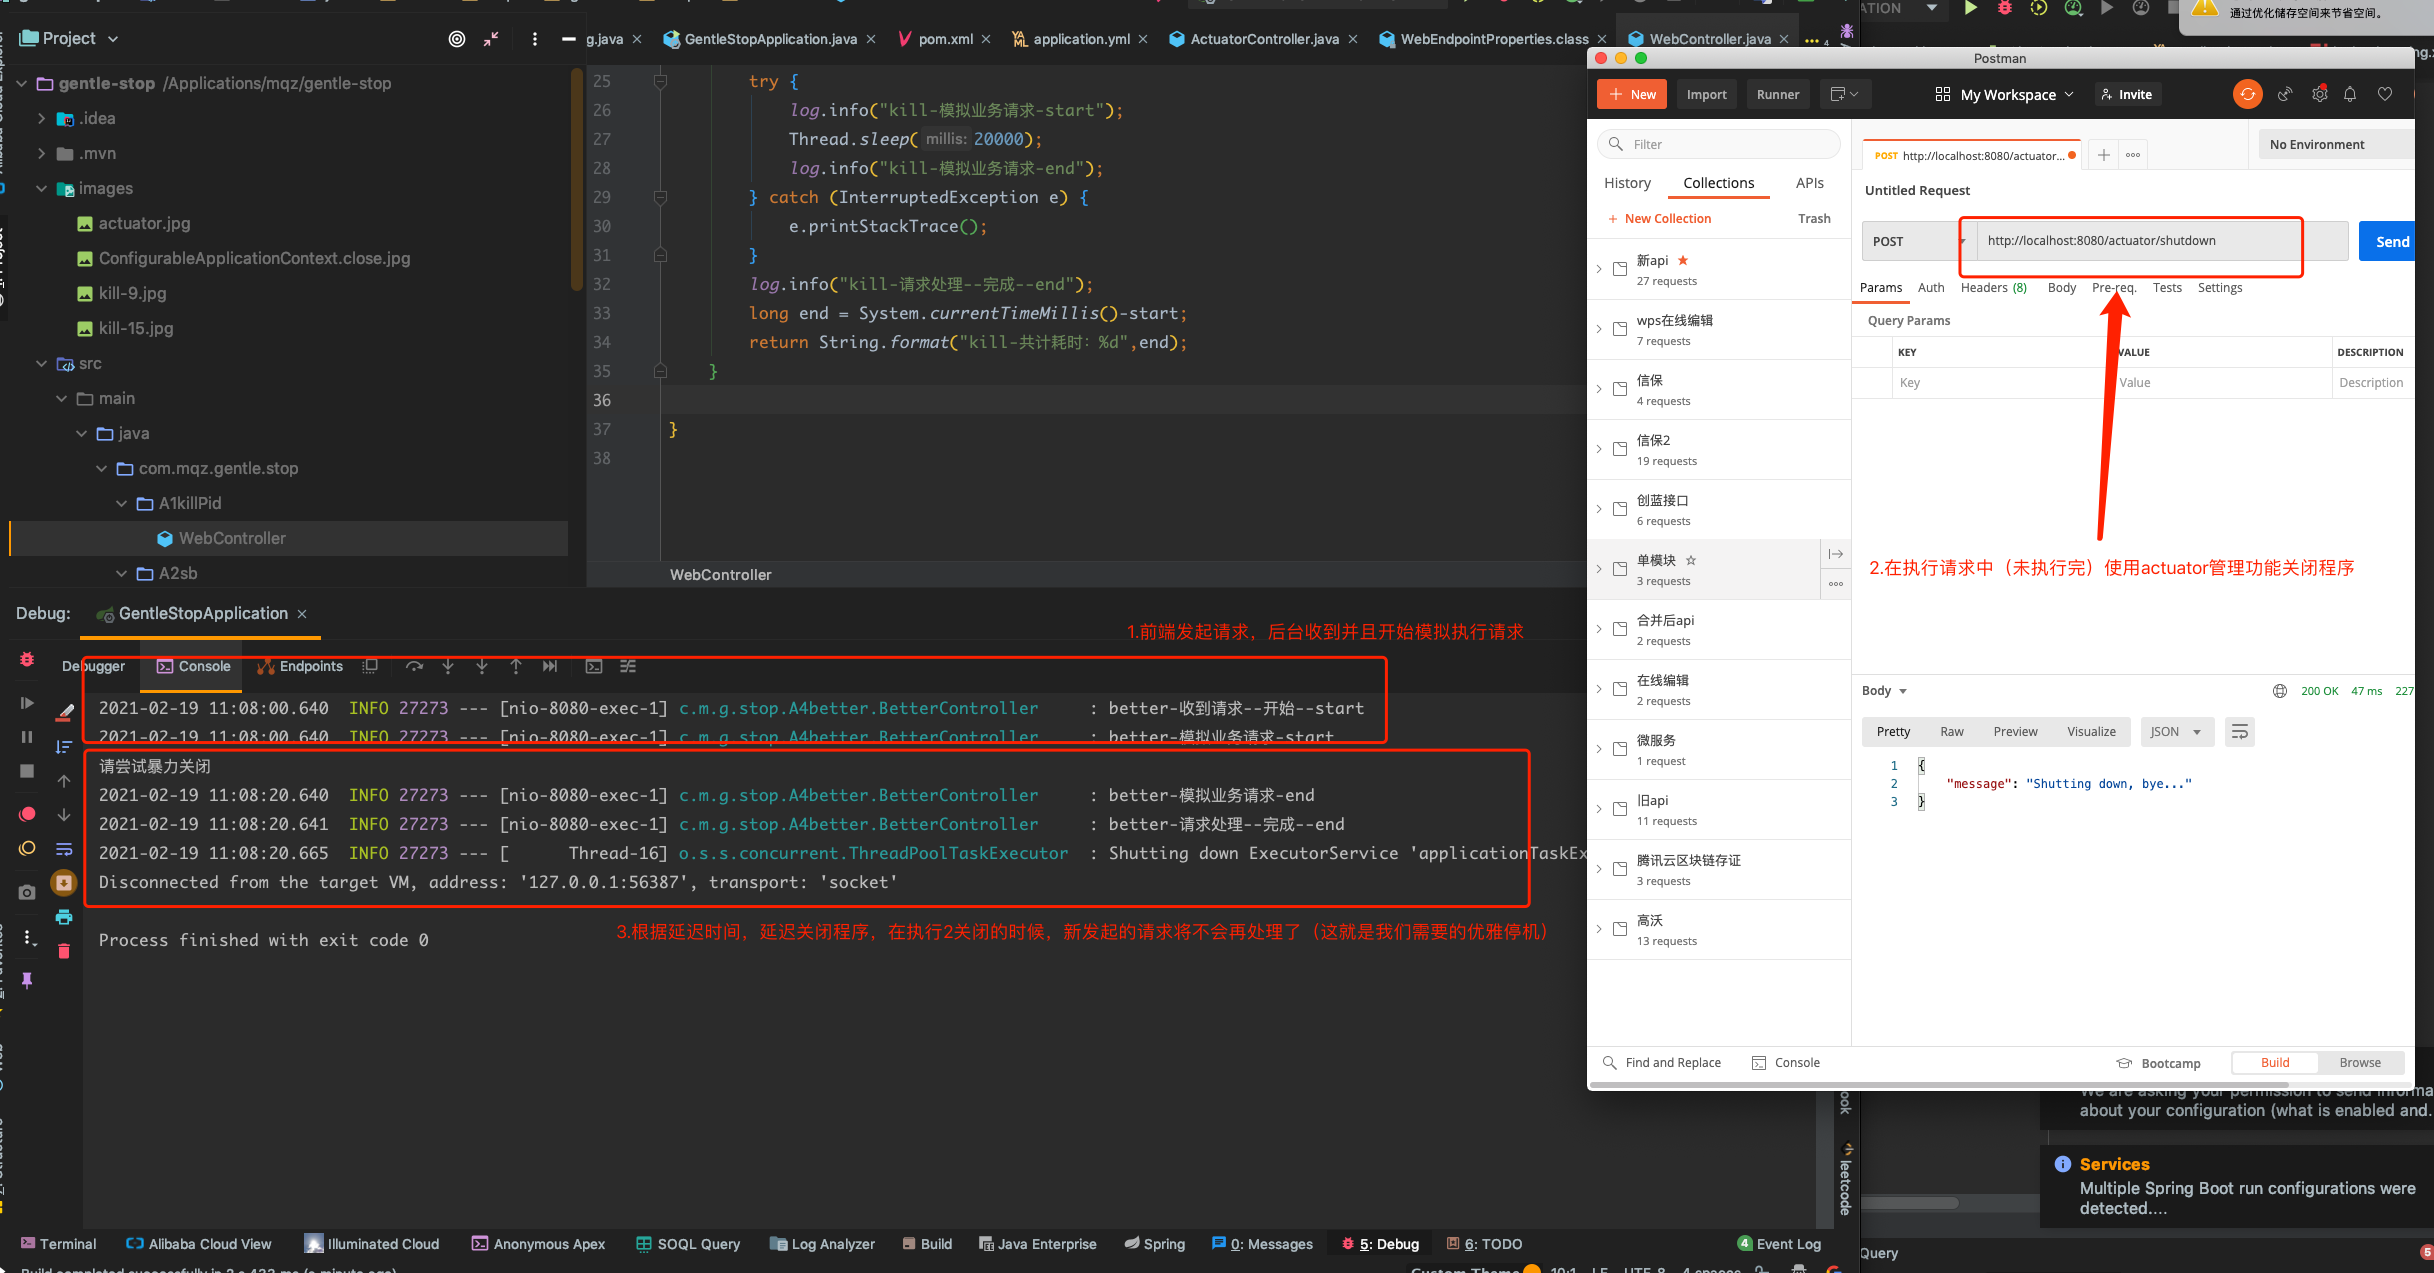 Project
gentle-stop /Applications/mqz/gentle-stop
.idea
.mvn
images
actuator.jpg
ConfigurableApplicationContext.close.jpg
kill-9.jpg
kill-15.jpg
src
main
java
com.mqz.gentle.stop
A1killPid
WebController
A2sb
g.java
GentleStopApplication.java
pom.xml
application.yml
ActuatorController.java
WebEndpointProperties.class
WebController.java
25 try {
26 log.info("kill-模拟业务请求-start");
27 Thread.sleep( millis: 20000);
28 log.info("kill-模拟业务请求-end");
29 } catch (InterruptedException e) {
30 e.printStackTrace();
31 }
32 log.info("kill-请求处理--完成--end");
33 long end = System.currentTimeMillis()-start;
34 return String.format("kill-共计耗时：%d",end);
35 }
36
37 }
38
WebController
Debug: GentleStopApplication
1.前端发起请求，后台收到并且开始模拟执行请求
Debugger Console Endpoints
2021-02-19 11:08:00.640 INFO 27273 --- [nio-8080-exec-1] c.m.g.stop.A4better.BetterController : better-收到请求--开始--start
2021-02-19 11:08:00.640 INFO 27273 --- [nio-8080-exec-1] c.m.g.stop.A4better.BetterController : better-模拟业务请求-start
请尝试暴力关闭
2021-02-19 11:08:20.640 INFO 27273 --- [nio-8080-exec-1] c.m.g.stop.A4better.BetterController : better-模拟业务请求-end
2021-02-19 11:08:20.641 INFO 27273 --- [nio-8080-exec-1] c.m.g.stop.A4better.BetterController : better-请求处理--完成--end
2021-02-19 11:08:20.665 INFO 27273 --- [ Thread-16] o.s.s.concurrent.ThreadPoolTaskExecutor : Shutting down ExecutorService 'applicationTaskEx
Disconnected from the target VM, address: '127.0.0.1:56387', transport: 'socket'
3.根据延迟时间，延迟关闭程序，在执行2关闭的时候，新发起的请求将不会再处理了（这就是我们需要的优雅停机）
Process finished with exit code 0
通过优化储存空间来节省空间。
Postman
New Import Runner My Workspace Invite
Filter
History Collections APIs
New Collection Trash
新api
27 requests
wps在线编辑
7 requests
信保
4 requests
信保2
19 requests
创蓝接口
6 requests
单模块
3 requests
合并后api
2 requests
在线编辑
2 requests
微服务
1 request
旧api
11 requests
腾讯云区块链存证
3 requests
高沃
13 requests
POST http://localhost:8080/actuator...
No Environment
Untitled Request
POST http://localhost:8080/actuator/shutdown Send
Params Auth Headers (8) Body Pre-req. Tests Settings
Query Params
KEY VALUE DESCRIPTION
Key Value Description
2.在执行请求中（未执行完）使用actuator管理功能关闭程序
Body 200 OK 47 ms 227
Pretty Raw Preview Visualize JSON
1 {
2 "message": "Shutting down, bye..."
3 }
Find and Replace Console Bootcamp Build Browse
We are asking your permission to send informa
about your configuration (what is enabled and.
Services
Multiple Spring Boot run configurations were
detected....
leetcode
Terminal Alibaba Cloud View Illuminated Cloud Anonymous Apex SOQL Query Log Analyzer Build Java Enterprise Spring 0: Messages 5: Debug 6: TODO 4 Event Log
Query